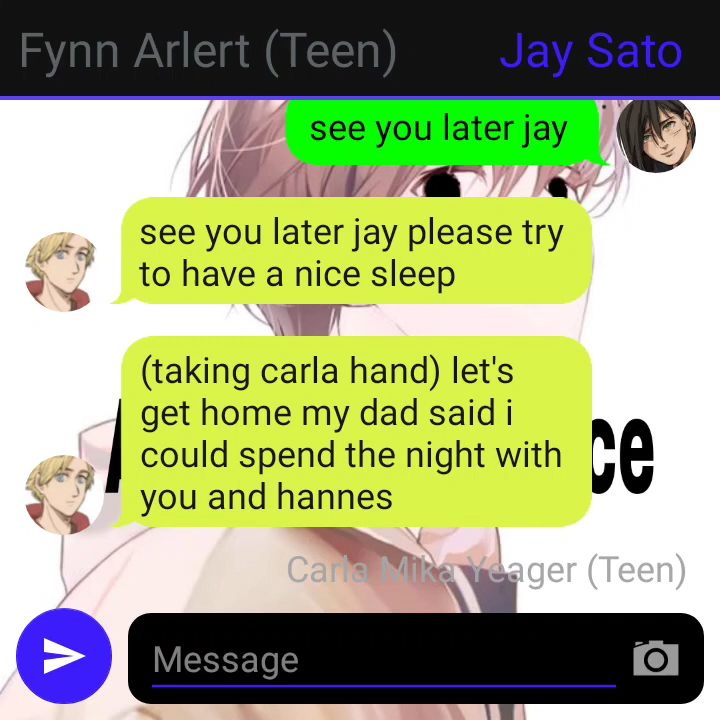 Fynn Arlert (Teen) Jay Sato
see you later jay
see you later jay please try
to have a nice sleep
(taking carla hand) let's
get home my dad said i
could spend the night with
you and hannes
ce
Carla Mika Yeager (Teen)
Message